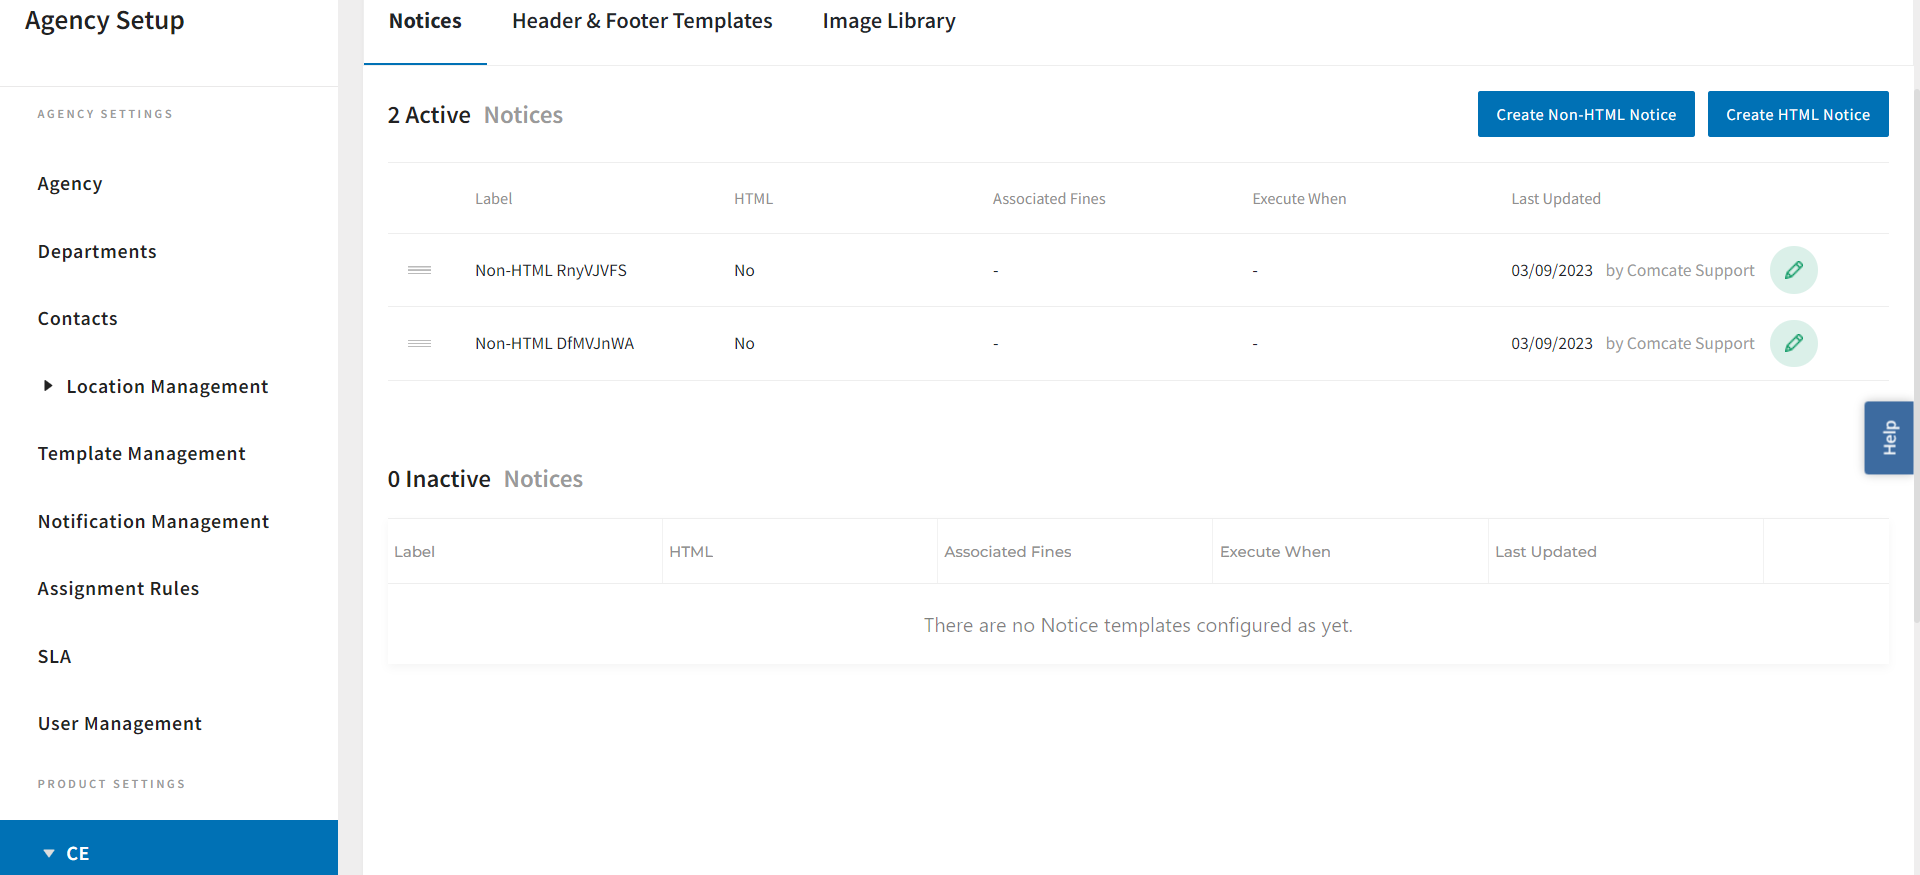 Agency Setup
AGENCY SETTINGS
Agency
Departments
Contacts
Location Management
Template Management
Notification Management
Assignment Rules
SLA
User Management
PRODUCT SETTINGS
CE
Notices Header & Footer Templates Image Library
2 Active Notices
Create Non-HTML Notice Create HTML Notice
Label HTML Associated Fines Execute When Last Updated
Non-HTML RnyVJVFS No - - 03/09/2023 by Comcate Support
Non-HTML DfMVJnWA No - - 03/09/2023 by Comcate Support
Help
0 Inactive Notices
Label HTML Associated Fines Execute When Last Updated
There are no Notice templates configured as yet.